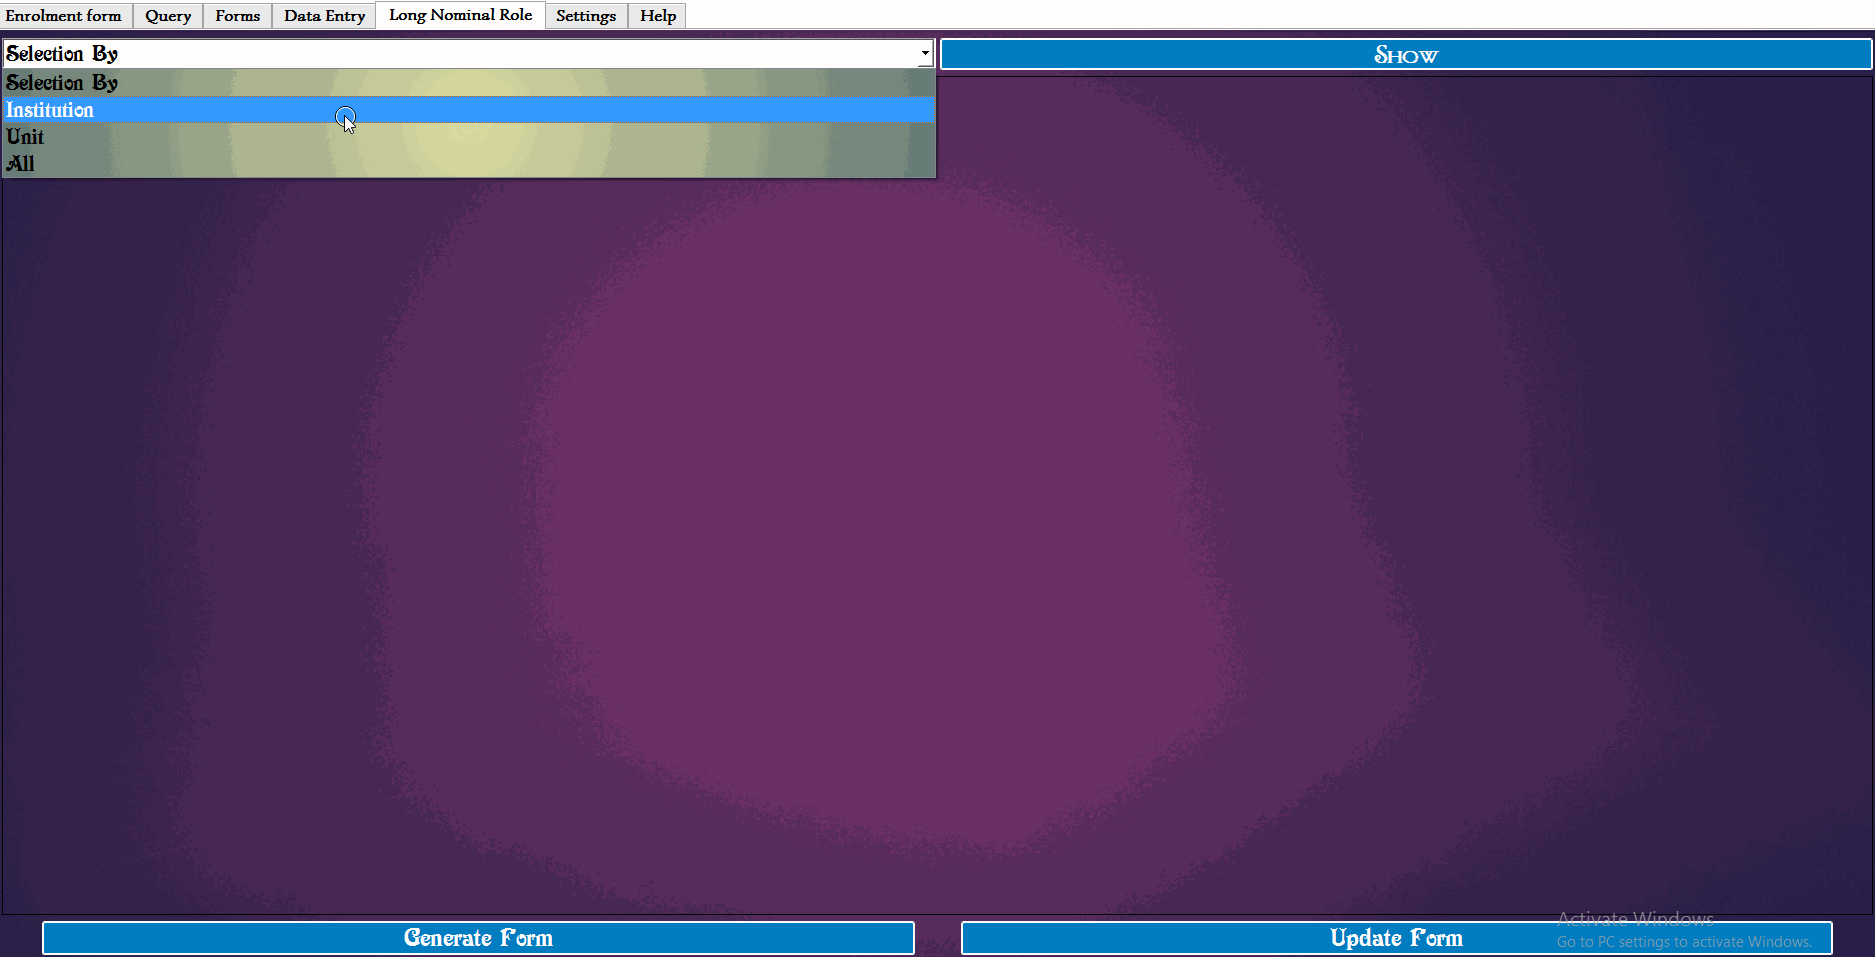 Enrolment form Query Forms Data Entry Long Nominal Role Settings Help
Selection By
Show
Selection By
Institution
Unit
All
Generate Form
Update Form
Activate Windows
Go to PC settings to activate Windows.